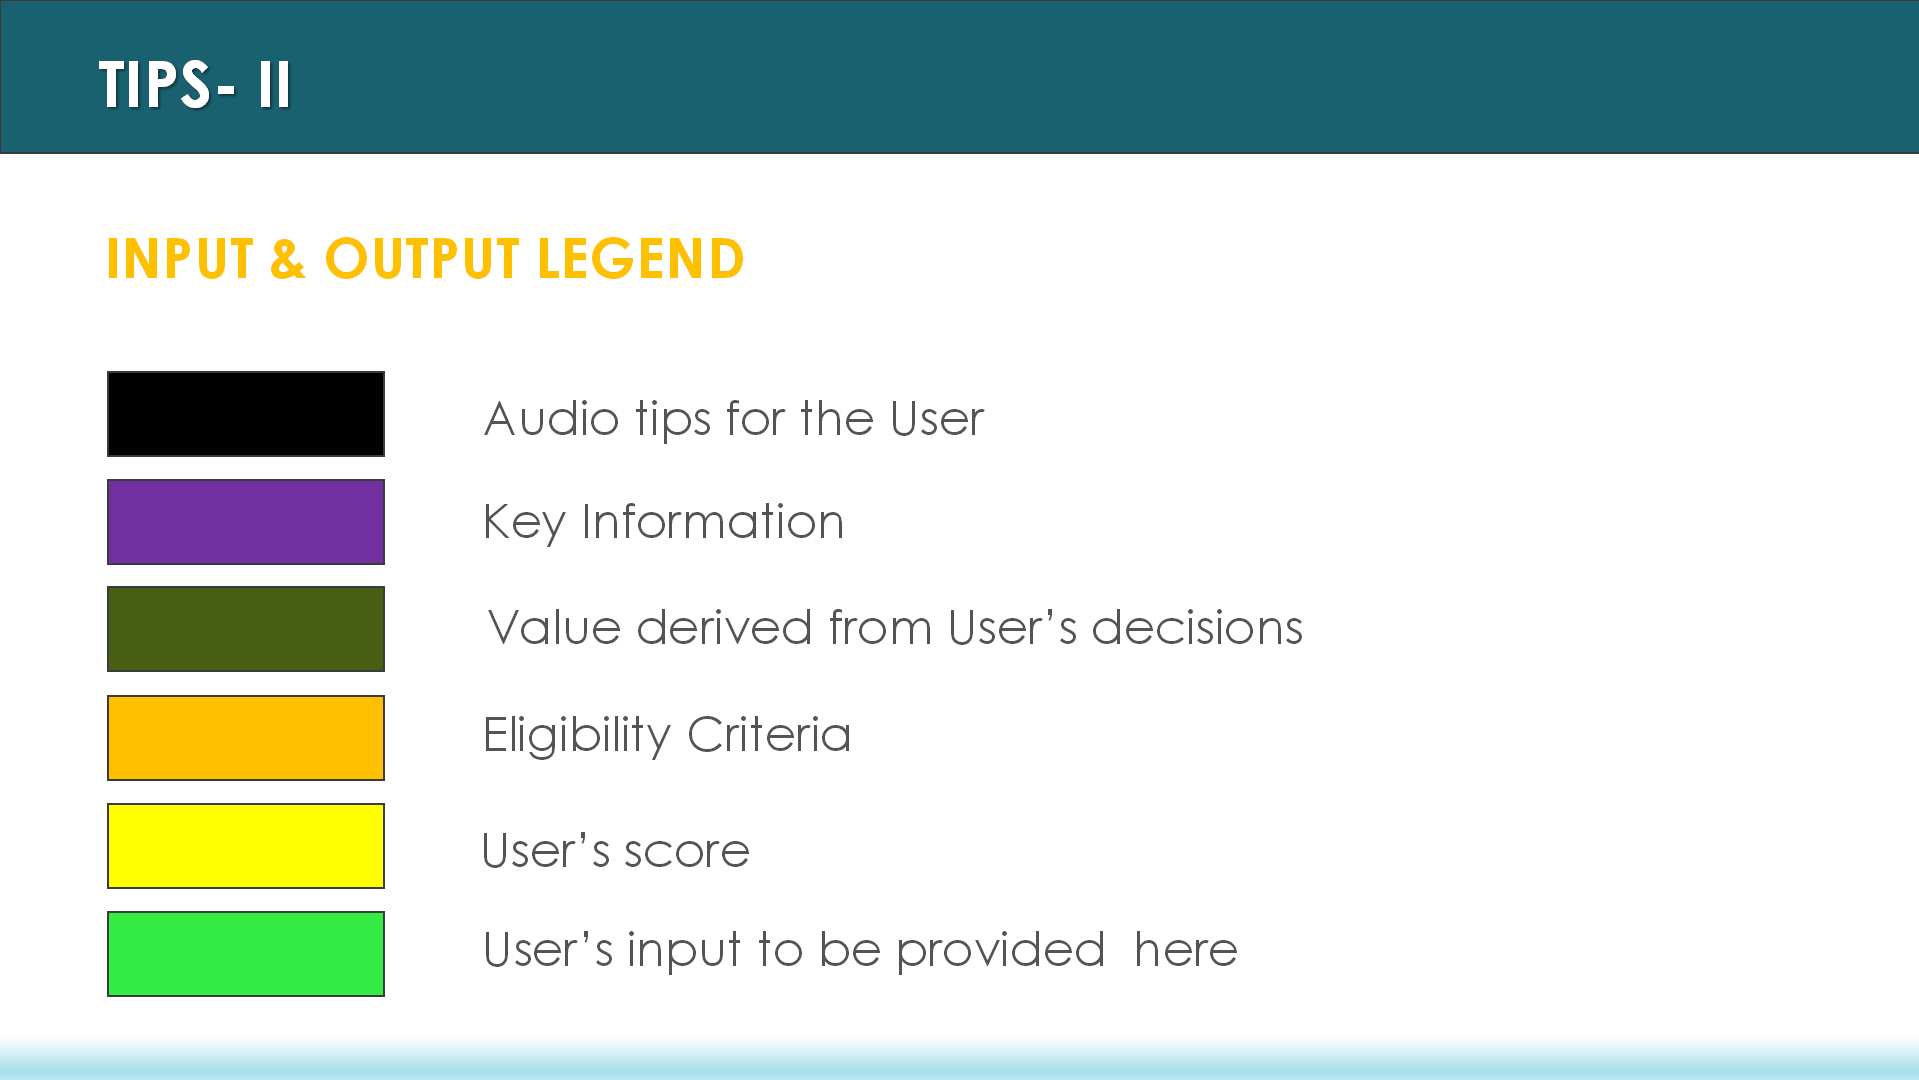 TIPS- II
INPUT & OUTPUT LEGEND
Audio tips for the User
Key Information
Value derived from User’s decisions
Eligibility Criteria
User’s score
User’s input to be provided  here